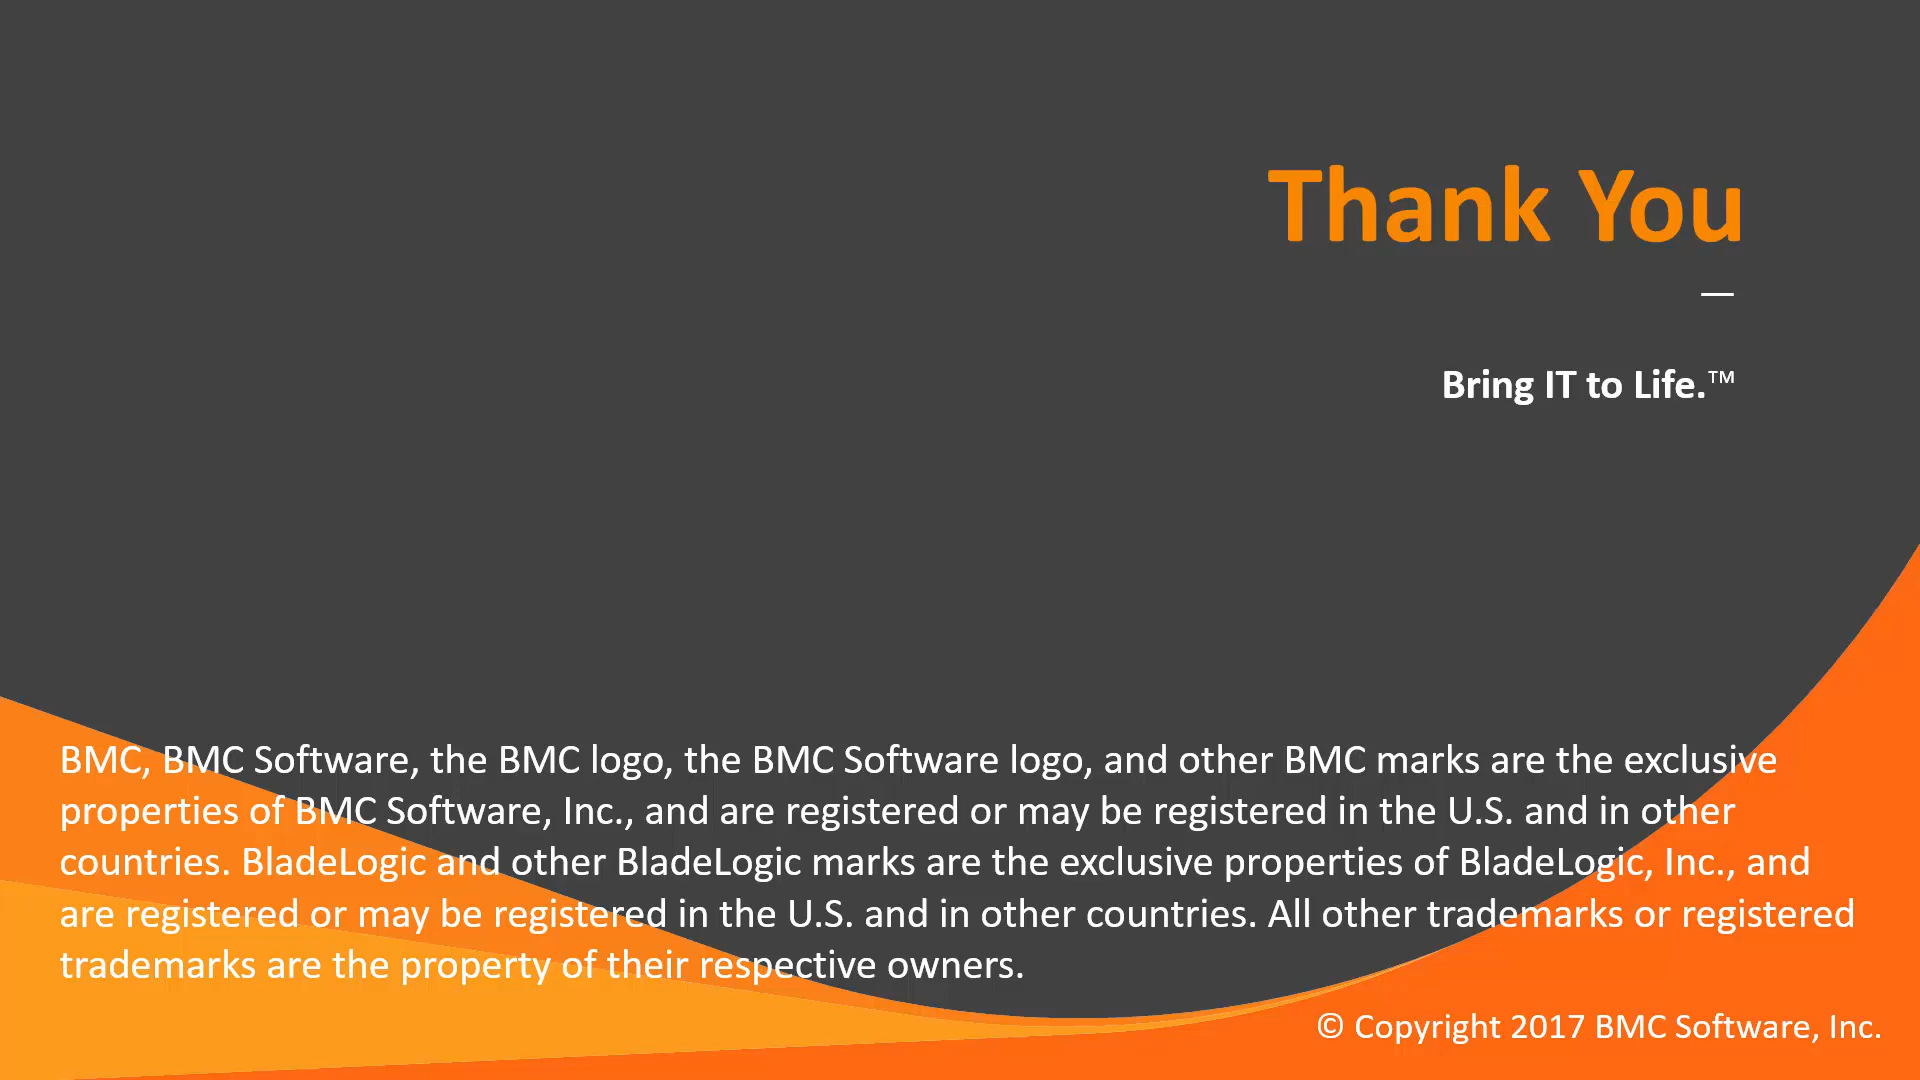 Thank You
Bring IT to Life.™
BMC, BMC Software, the BMC logo, the BMC Software logo, and other BMC marks are the exclusive
properties of BMC Software, Inc., and are registered or may be registered in the U.S. and in other
countries. BladeLogic and other BladeLogic marks are the exclusive properties of BladeLogic, Inc., and
are registered or may be registered in the U.S. and in other countries. All other trademarks or registered
trademarks are the property of their respective owners.
© Copyright 2017 BMC Software, Inc.